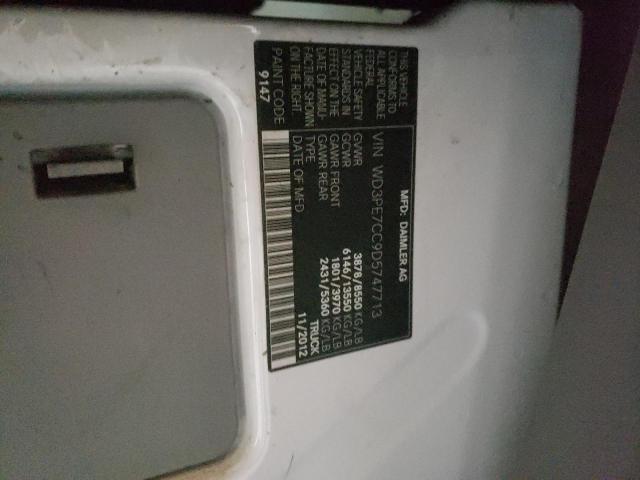 MFD: DAIMLER AG
VIN WD3PE7CC9D5747713
GVWR 3878/8550 KG/LB
GCWR 6146/13550 KG/LB
GAWR FRONT 1801/3970 KG/LB
GAWR REAR 2431/5360 KG/LB
TYPE TRUCK
DATE OF MFD 11/2012
THIS VEHICLE
CONFORMS TO
ALL APPLICABLE
FEDERAL
VEHICLE SAFETY
STANDARDS IN
EFFECT ON THE
DATE OF MANU-
FACTURE SHOWN
ON THE RIGHT.
PAINT CODE
9147